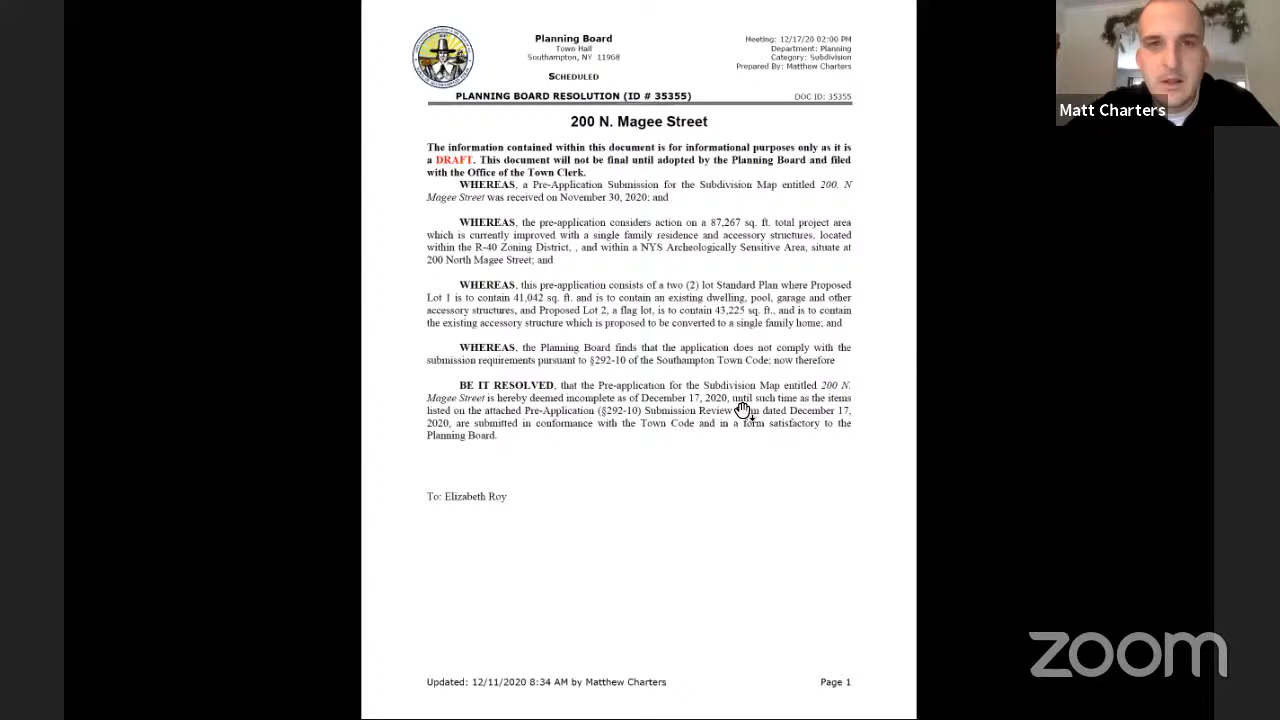 Planning Board
Town Hall
Southampton, NY 11968
SCHEDULED
Meeting: 12/17/20 02:00 PM
Department: Planning
Category: Subdivision
Prepared By: Matthew Charters
PLANNING BOARD RESOLUTION (ID # 35355)
DOC ID: 35355
200 N. Magee Street
The information contained within this document is for informational purposes only as it is
a DRAFT. This document will not be final until adopted by the Planning Board and filed
with the Office of the Town Clerk.
WHEREAS, a Pre-Application Submission for the Subdivision Map entitled 200. N
Magee Street was received on November 30, 2020; and
WHEREAS, the pre-application considers action on a 87,267 sq. ft. total project area
which is currently improved with a single family residence and accessory structures, located
within the R-40 Zoning District, , and within a NYS Archeologically Sensitive Area, situate at
200 North Magee Street; and
WHEREAS, this pre-application consists of a two (2) lot Standard Plan where Proposed
Lot 1 is to contain 41,042 sq. ft. and is to contain an existing dwelling, pool, garage and other
accessory structures, and Proposed Lot 2, a flag lot, is to contain 43,225 sq. ft., and is to contain
the existing accessory structure which is proposed to be converted to a single family home; and
WHEREAS, the Planning Board finds that the application does not comply with the
submission requirements pursuant to §292-10 of the Southampton Town Code; now therefore
BE IT RESOLVED, that the Pre-application for the Subdivision Map entitled 200 N.
Magee Street is hereby deemed incomplete as of December 17, 2020, until such time as the items
listed on the attached Pre-Application (§292-10) Submission Review dated December 17,
2020, are submitted in conformance with the Town Code and in a form satisfactory to the
Planning Board.
To: Elizabeth Roy
Updated: 12/11/2020 8:34 AM by Matthew Charters
Page 1
Matt Charters
zoom